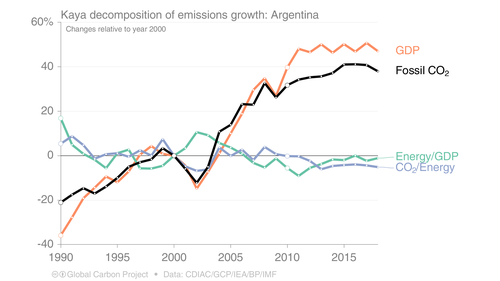 Kaya decomposition of emissions growth: Argentina
60%
Changes relative to year 2000
GDP
40
Fossil CO₂
20
Energy/GDP
0
CO₂/Energy
-20
-40
1990
1995
2000
2005
2010
2015
Global Carbon Project • Data: CDIAC/GCP/IEA/BP/IMF